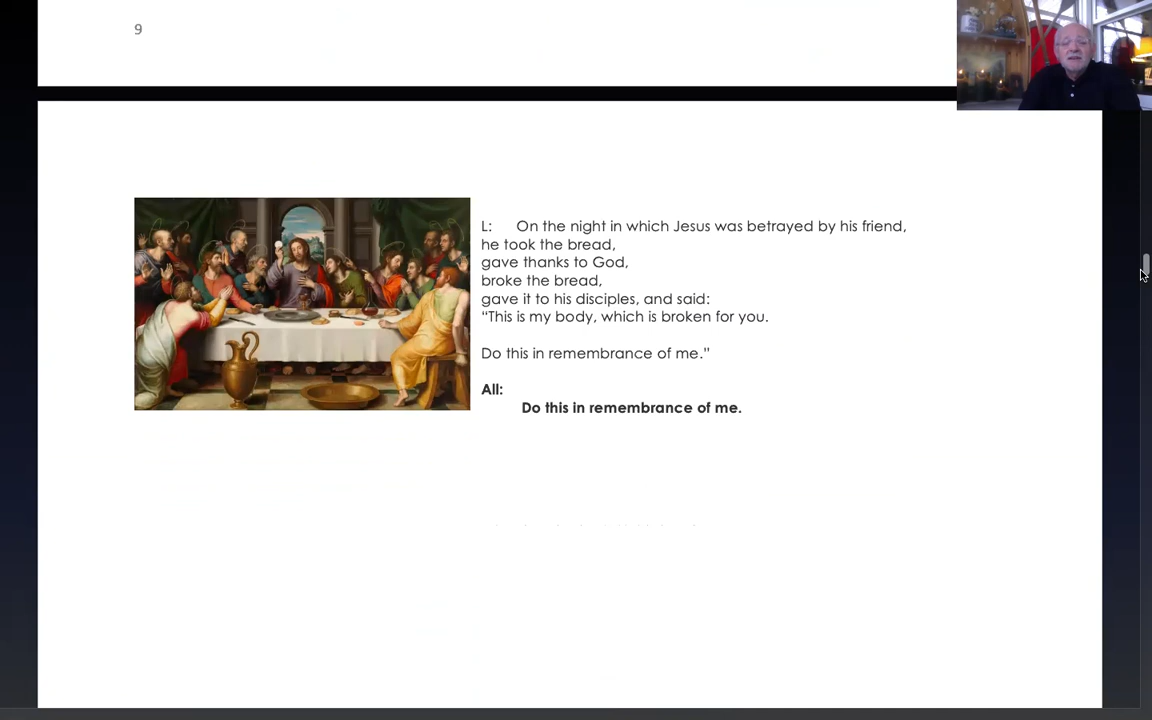 9
L: On the night in which Jesus was betrayed by his friend,
he took the bread,
gave thanks to God,
broke the bread,
gave it to his disciples, and said:
“This is my body, which is broken for you.
Do this in remembrance of me.”
All:
Do this in remembrance of me.